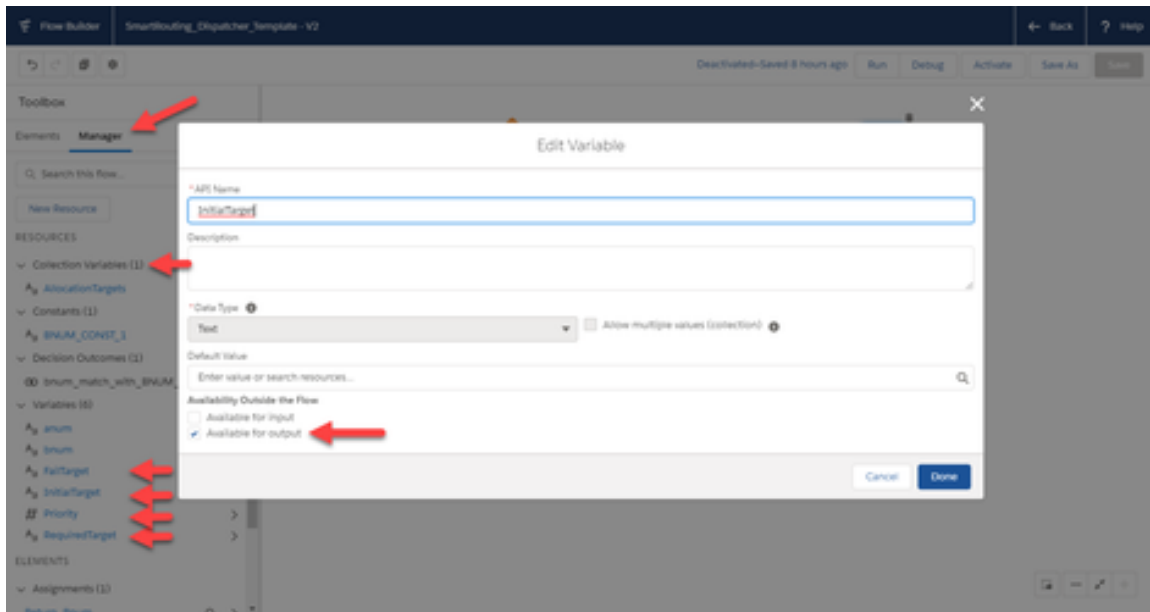 Flow Builder
SmartRouting_Dispatcher_Template - V2
Back
? Help
Deactivated—Saved 8 hours ago
Run
Debug
Activate
Save As
Save
Toolbox
Elements
Manager
Search this flow...
New Resource
RESOURCES
Collection Variables (1)
AllocationTargets
Constants (1)
BNUM_CONST_1
Decision Outcomes (1)
bnum_match_with_BNUM_
Variables (6)
anum
bnum
FailTarget
InitialTarget
Priority
RequiredTarget
ELEMENTS
Assignments (1)
Edit Variable
*API Name
InitialTarget
Description
*Data Type
Text
Allow multiple values (collection)
Default Value
Enter value or search resources...
Availability Outside the Flow
Available for input
Available for output
Cancel
Done